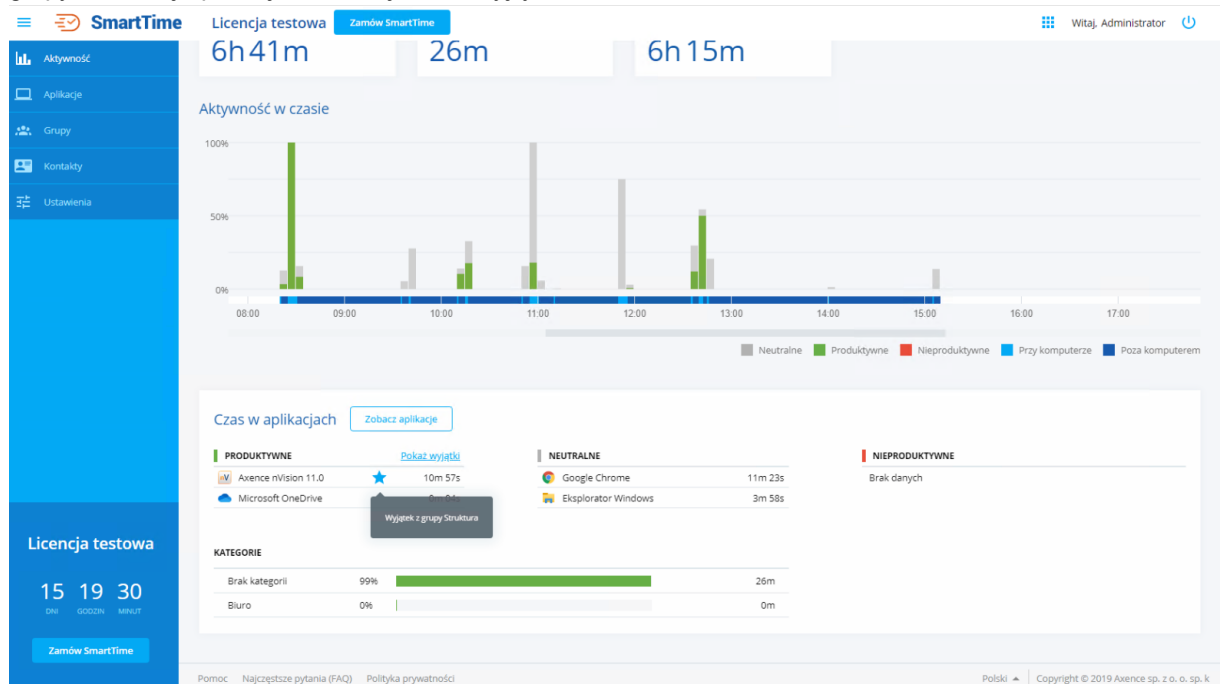 SmartTime
Licencja testowa
Zamów SmartTime
Witaj, Administrator
Aktywność
Aplikacje
Grupy
Kontakty
Ustawienia
6h 41m 26m 6h 15m
Aktywność w czasie
100%
50%
0%
08:00 09:00 10:00 11:00 12:00 13:00 14:00 15:00 16:00 17:00
Neutralne Produktywne Nieproduktywne Przy komputerze Poza komputerem
Czas w aplikacjach Zobacz aplikacje
PRODUKTYWNE Pokaż wyjątki
Axence nVision 11.0 10m 57s
Microsoft OneDrive
Wyjątek z grupy Struktura
NEUTRALNE
Google Chrome 11m 23s
Eksplorator Windows 3m 58s
NIEPRODUKTYWNE
Brak danych
KATEGORIE
Brak kategorii 99% 26m
Biuro 0% 0m
Licencja testowa
15 19 30
DNI GODZIN MINUT
Zamów SmartTime
Pomoc Najczęstsze pytania (FAQ) Polityka prywatności
Polski Copyright © 2019 Axence sp. z o. o. sp. k